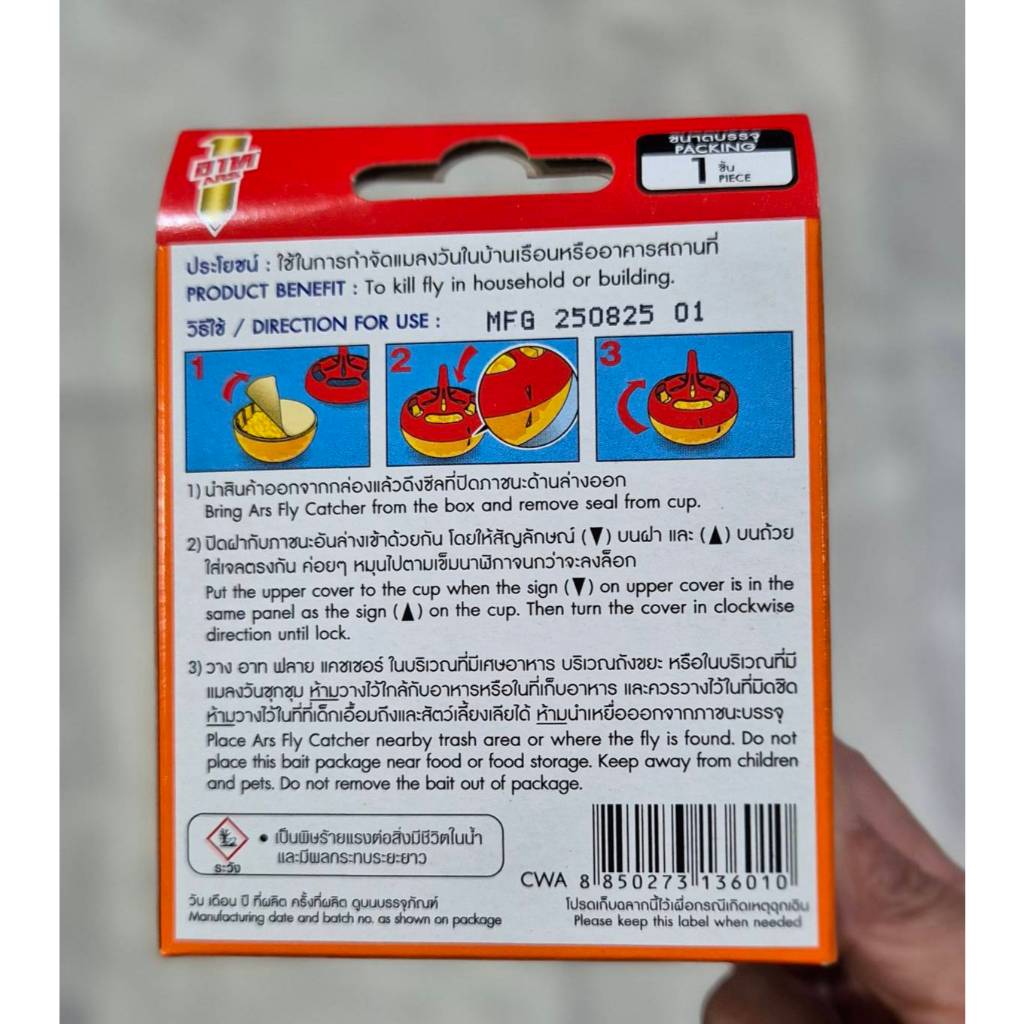 อาท
ARS
ขนาดบรรจุ
PACKING
1 ชิ้น
PIECE
ประโยชน์ : ใช้ในการกำจัดแมลงวันในบ้านเรือนหรืออาคารสถานที่
PRODUCT BENEFIT : To kill fly in household or building.
วิธีใช้ / DIRECTION FOR USE : MFG 250825 01
1 2 3
1) นำสินค้าออกจากกล่องแล้วดึงซีลที่ปิดภาชนะด้านล่างออก
Bring Ars Fly Catcher from the box and remove seal from cup.
2) ปิดฝากับภาชนะอันล่างเข้าด้วยกัน โดยให้สัญลักษณ์ (▼) บนฝา และ (▲) บนถ้วย
ใส่เจลตรงกัน ค่อยๆ หมุนไปตามเข็มนาฬิกาจนกว่าจะลงล็อก
Put the upper cover to the cup when the sign (▼) on upper cover is in the
same panel as the sign (▲) on the cup. Then turn the cover in clockwise
direction until lock.
3) วาง อาท ฟลาย แคชเชอร์ ในบริเวณที่มีเศษอาหาร บริเวณถังขยะ หรือในบริเวณที่มี
แมลงวันชุกชุม ห้ามวางไว้ใกล้กับอาหารหรือในที่เก็บอาหาร และควรวางไว้ในที่มิดชิด
ห้ามวางไว้ในที่ที่เด็กเอื้อมถึงและสัตว์เลี้ยงเลียได้ ห้ามนำเหยื่อออกจากภาชนะบรรจุ
Place Ars Fly Catcher nearby trash area or where the fly is found. Do not
place this bait package near food or food storage. Keep away from children
and pets. Do not remove the bait out of package.
ระวัง
• เป็นพิษร้ายแรงต่อสิ่งมีชีวิตในน้ำ
และมีผลกระทบระยะยาว
CWA 8 850273 136010
วัน เดือน ปี ที่ผลิต ครั้งที่ผลิต ดูบนบรรจุภัณฑ์
Manufacturing date and batch no. as shown on package
โปรดเก็บฉลากนี้ไว้เผื่อกรณีเกิดเหตุฉุกเฉิน
Please keep this label when needed